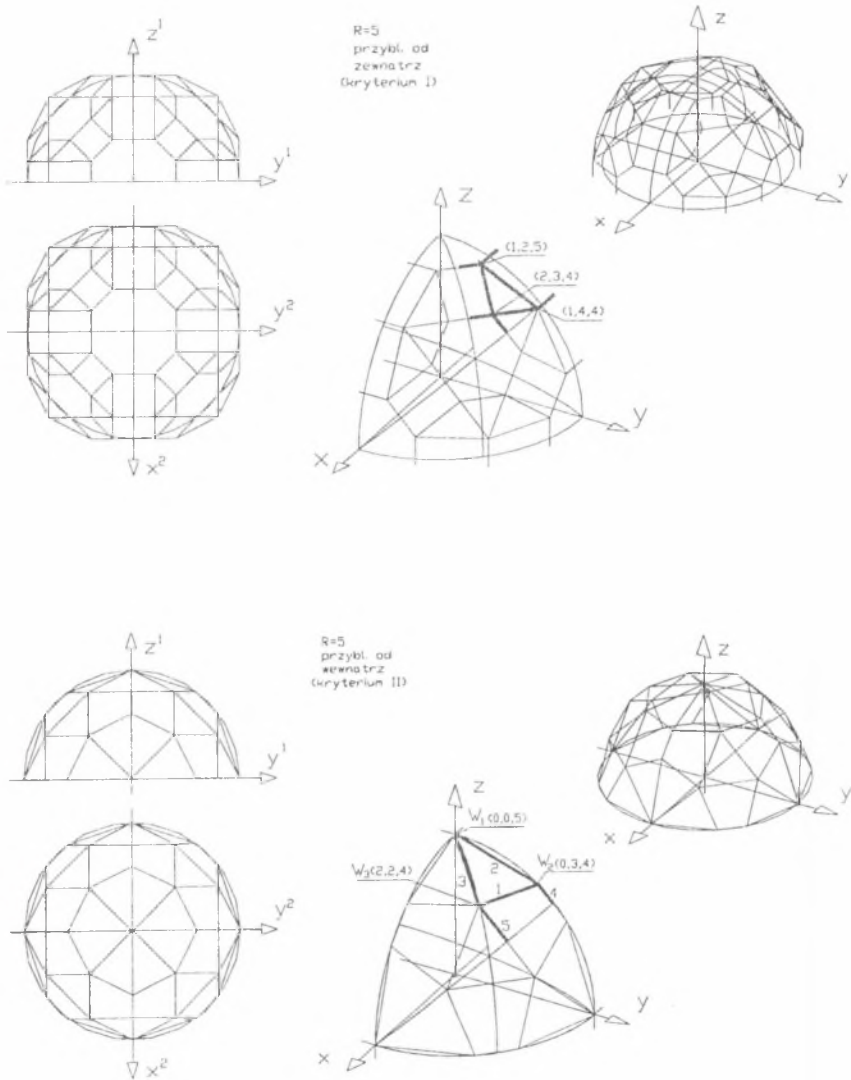 z¹
R=5
przybl. od
zewnatrz
(kryterium I)
z
y
x
y¹
z
(1,2,5)
(2,3,4)
(1,4,4)
y²
y
x
x²
z¹
R=5
przybl. od
wewnatrz
(kryterium II)
z
y
x
y¹
z
W₁(0,0,5)
W₃(2,2,4)
W₂(0,3,4)
2
3
1
4
5
y²
y
x
x²